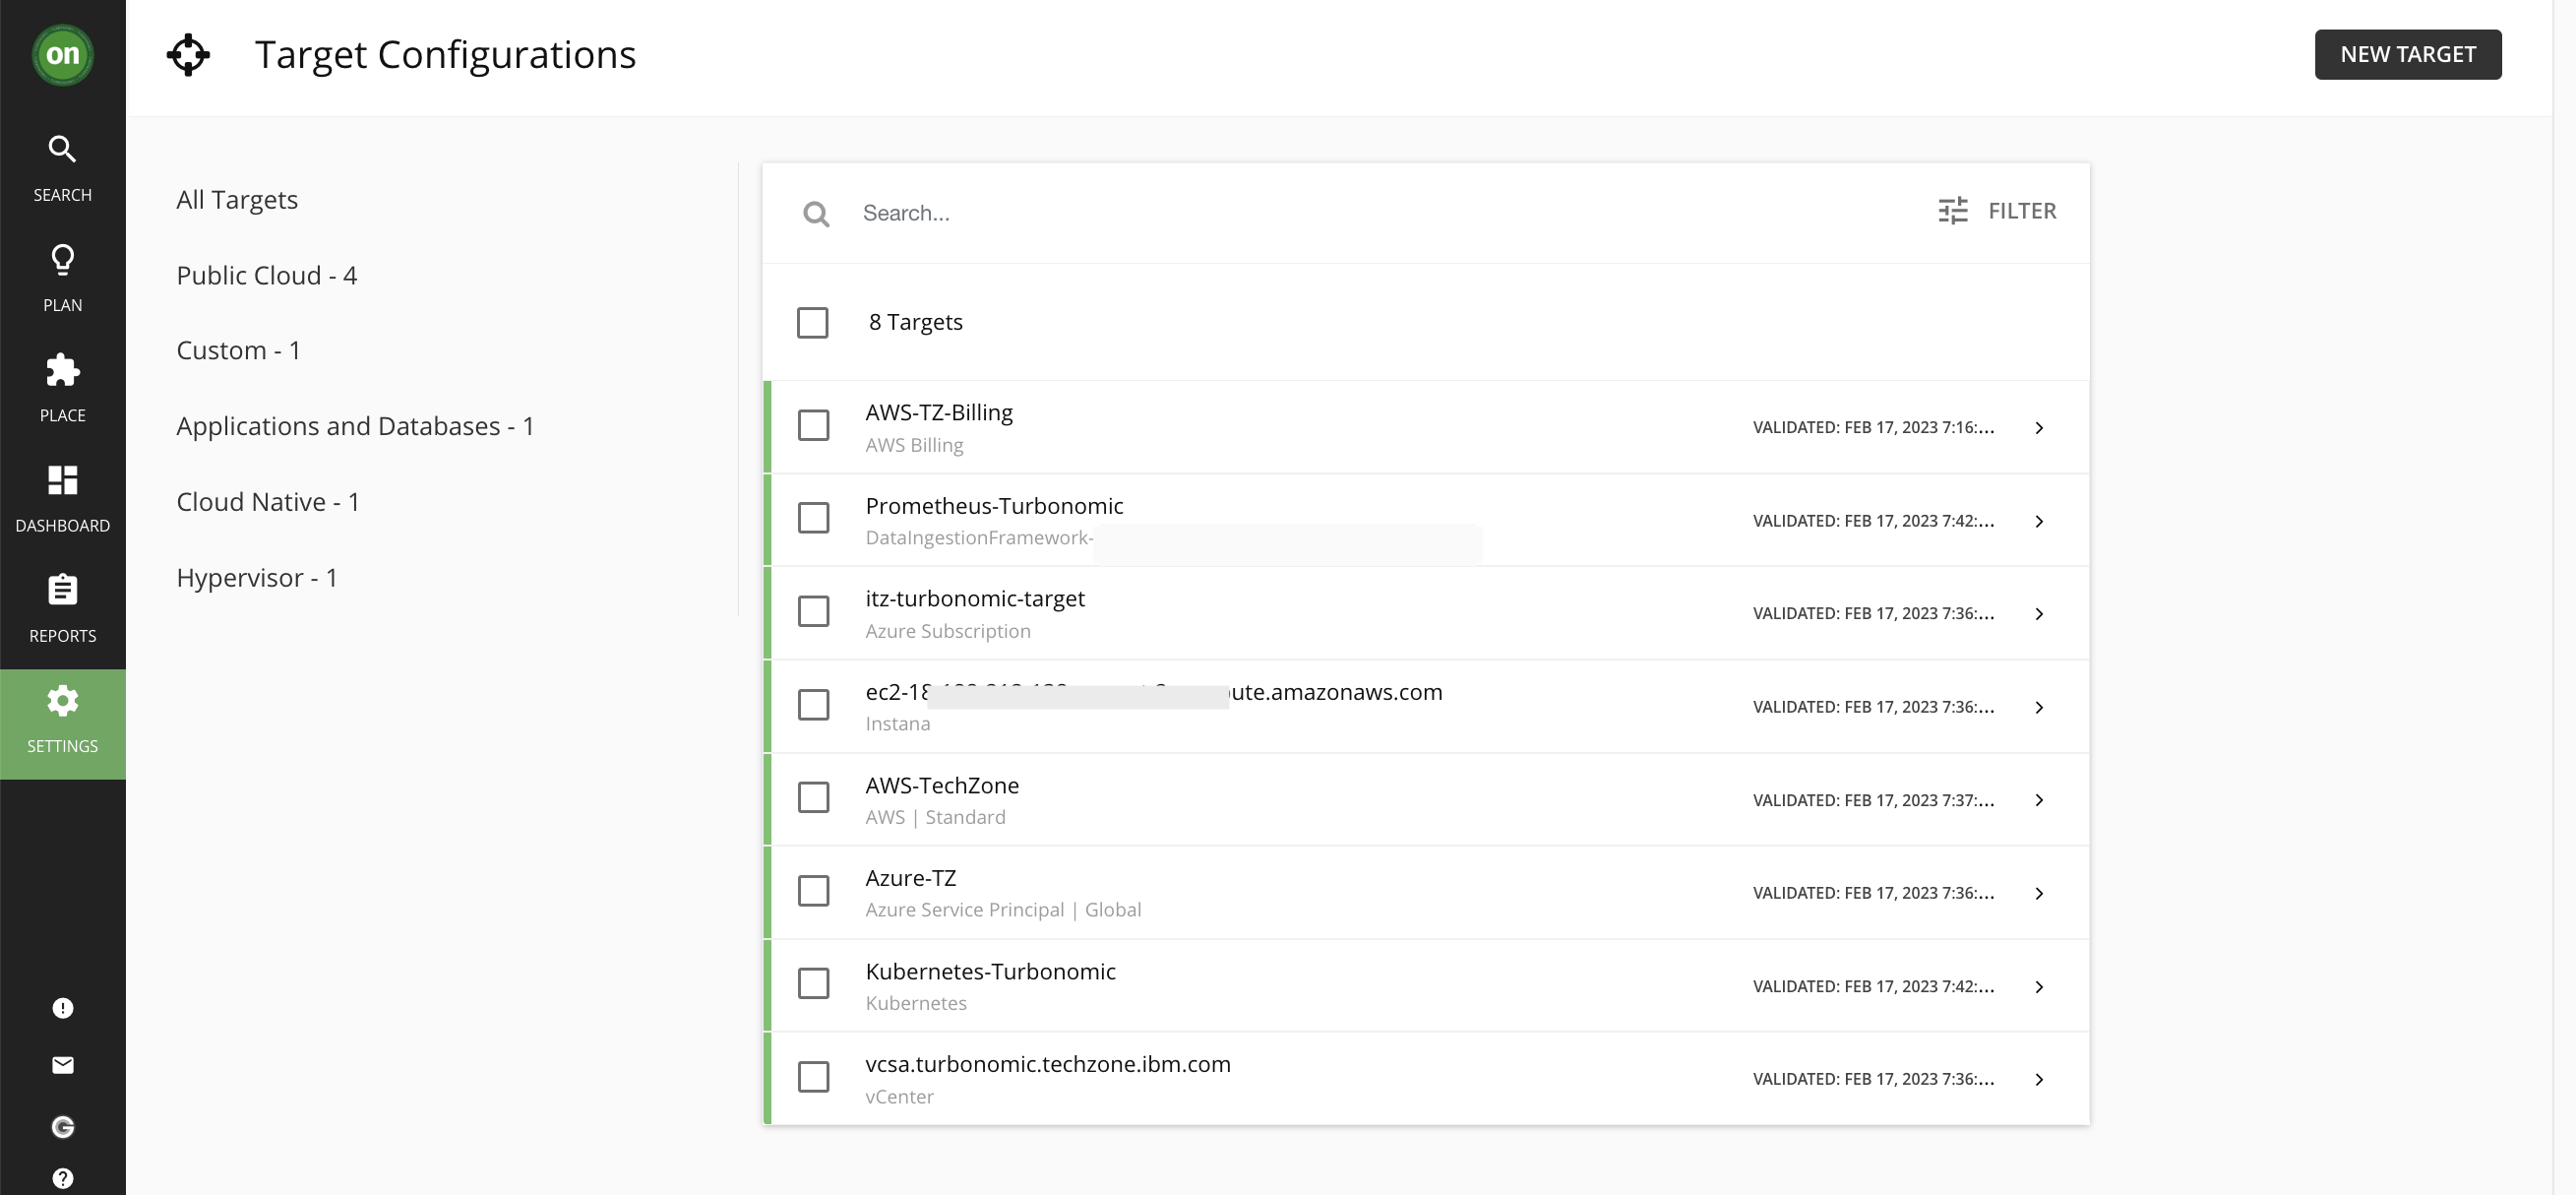 on
Target Configurations
NEW TARGET
SEARCH
PLAN
PLACE
DASHBOARD
REPORTS
SETTINGS
All Targets
Public Cloud - 4
Custom - 1
Applications and Databases - 1
Cloud Native - 1
Hypervisor - 1
Search...
FILTER
8 Targets
AWS-TZ-Billing
AWS Billing
VALIDATED: FEB 17, 2023 7:16:...
Prometheus-Turbonomic
DataIngestionFramework-
VALIDATED: FEB 17, 2023 7:42:...
itz-turbonomic-target
Azure Subscription
VALIDATED: FEB 17, 2023 7:36:...
ute.amazonaws.com
Instana
VALIDATED: FEB 17, 2023 7:36:...
AWS-TechZone
AWS | Standard
VALIDATED: FEB 17, 2023 7:37:...
Azure-TZ
Azure Service Principal | Global
VALIDATED: FEB 17, 2023 7:36:...
Kubernetes-Turbonomic
Kubernetes
VALIDATED: FEB 17, 2023 7:42:...
vcsa.turbonomic.techzone.ibm.com
vCenter
VALIDATED: FEB 17, 2023 7:36:...